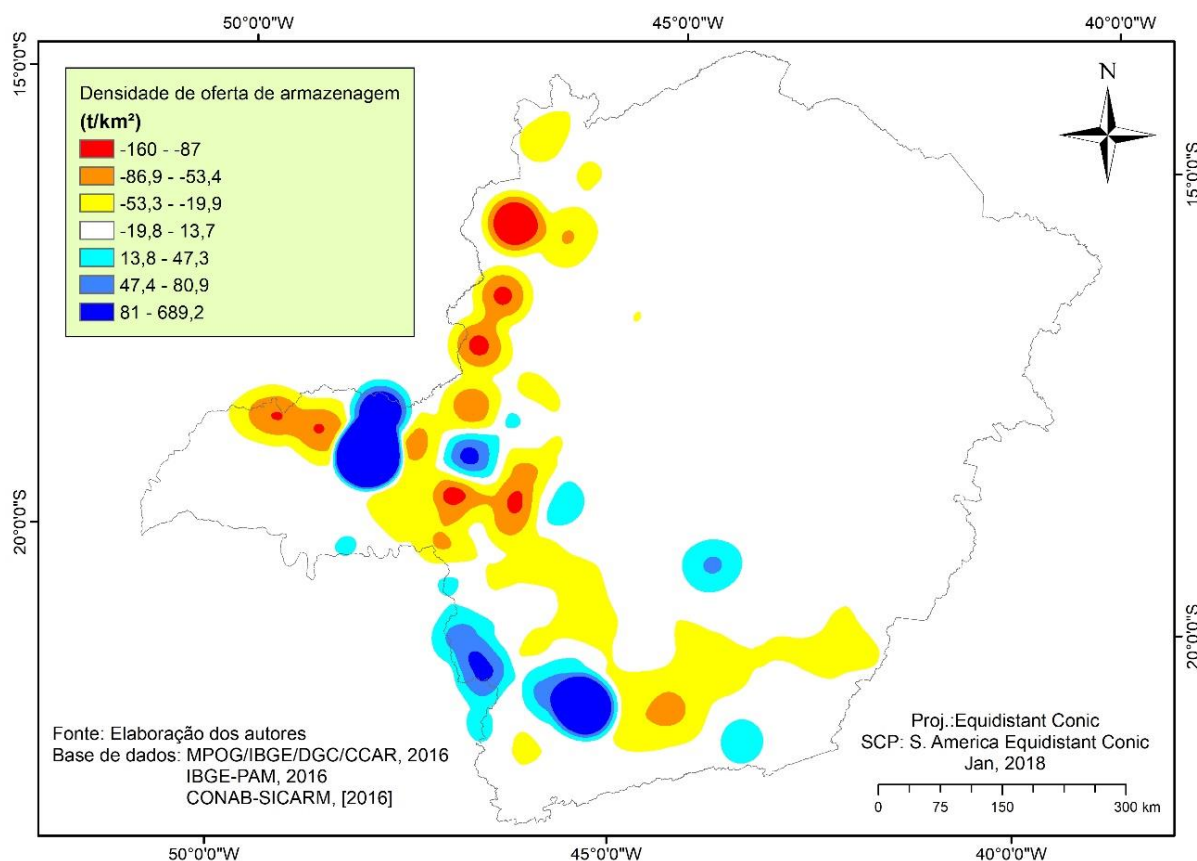 50°0'0"W
45°0'0"W
40°0'0"W
15°0'0"S
15°0'0"S
20°0'0"S
20°0'0"S
N
Densidade de oferta de armazenagem
(t/km²)
-160 - -87
-86,9 - -53,4
-53,3 - -19,9
-19,8 - 13,7
13,8 - 47,3
47,4 - 80,9
81 - 689,2
Fonte: Elaboração dos autores
Base de dados: MPOG/IBGE/DGC/CCAR, 2016
IBGE-PAM, 2016
CONAB-SICARM, [2016]
Proj.:Equidistant Conic
SCP: S. America Equidistant Conic
Jan, 2018
0 75 150 300 km
50°0'0"W
45°0'0"W
40°0'0"W